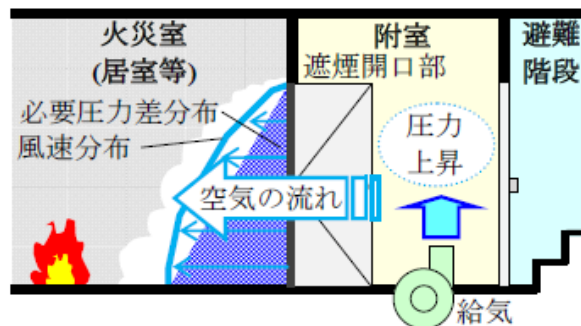 火災室
(居室等)
必要圧力差分布
風速分布
空気の流れ
附室
遮煙開口部
圧力
上昇
給気
避難
階段